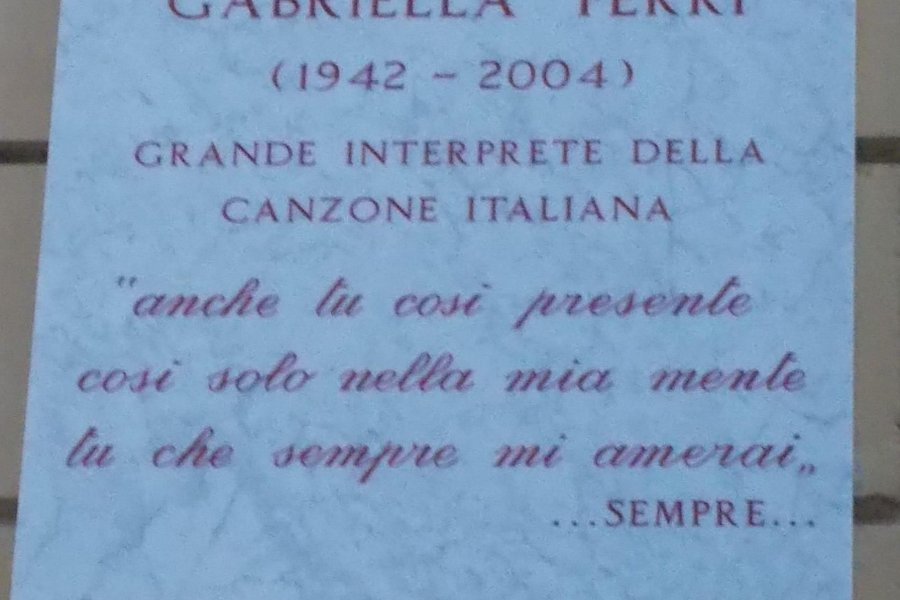 GABRIELLA FERRI
(1942 - 2004)
GRANDE INTERPRETE DELLA
CANZONE ITALIANA
"anche tu cosi presente
cosi solo nella mia mente
tu che sempre mi amerai„
...SEMPRE...